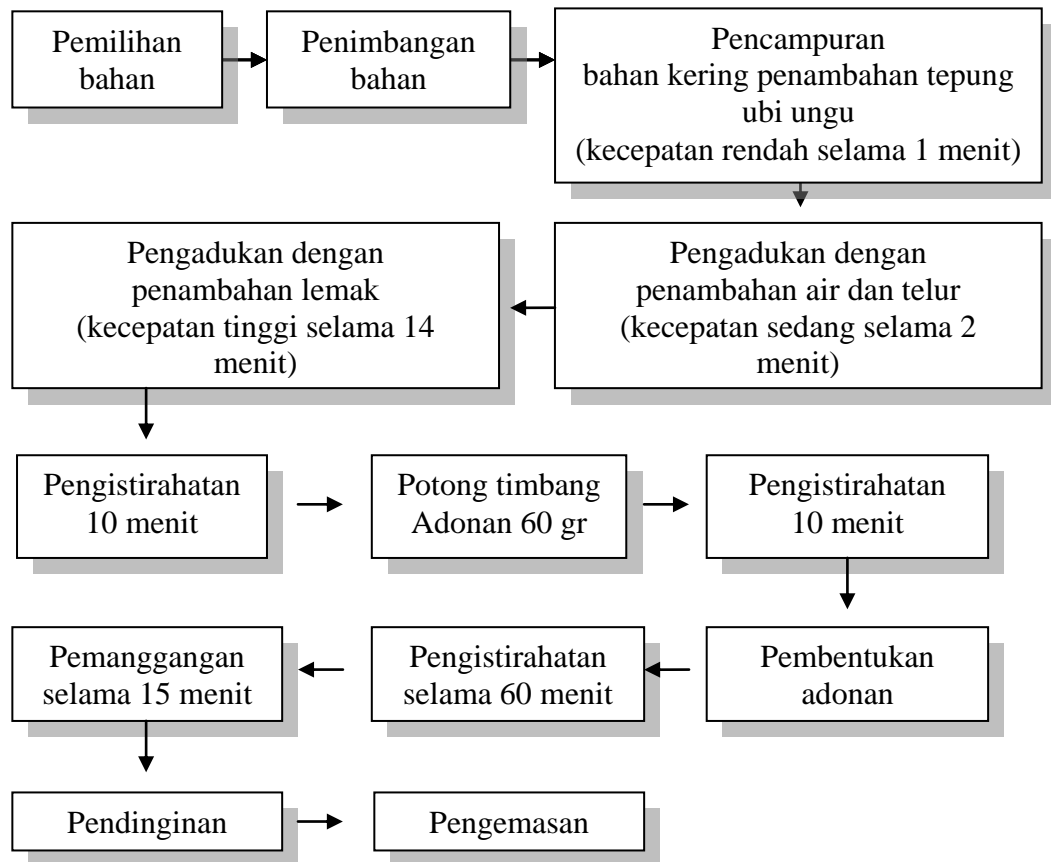 Pemilihan
bahan
Penimbangan
bahan
Pencampuran
bahan kering penambahan tepung
ubi ungu
(kecepatan rendah selama 1 menit)
Pengadukan dengan
penambahan air dan telur
(kecepatan sedang selama 2
menit)
Pengadukan dengan
penambahan lemak
(kecepatan tinggi selama 14
menit)
Pengistirahatan
10 menit
Potong timbang
Adonan 60 gr
Pengistirahatan
10 menit
Pembentukan
adonan
Pengistirahatan
selama 60 menit
Pemanggangan
selama 15 menit
Pendinginan
Pengemasan